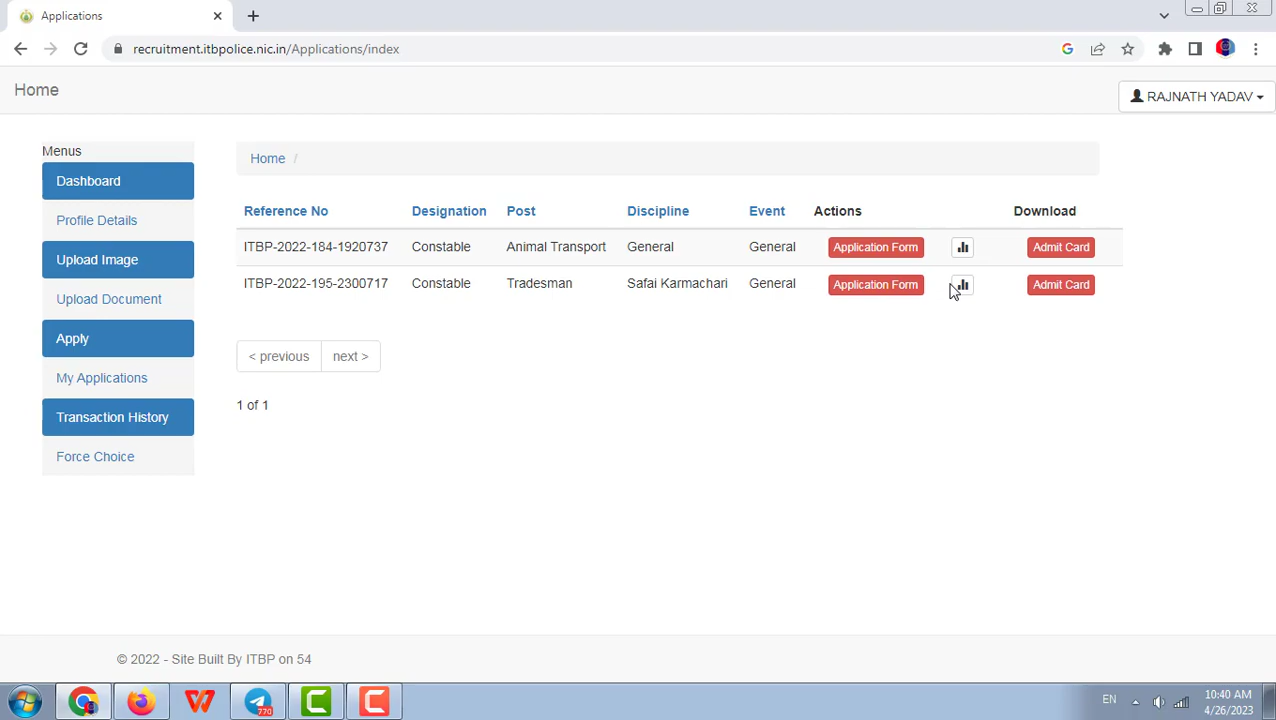 Applications
recruitment.itbpolice.nic.in/Applications/index
Home
RAJNATH YADAV
Menus
Dashboard
Profile Details
Upload Image
Upload Document
Apply
My Applications
Transaction History
Force Choice
Home /
Reference No Designation Post Discipline Event Actions Download
ITBP-2022-184-1920737 Constable Animal Transport General General Application Form Admit Card
ITBP-2022-195-2300717 Constable Tradesman Safai Karmachari General Application Form Admit Card
< previous next >
1 of 1
© 2022 - Site Built By ITBP on 54
770
EN
10:40 AM
4/26/2023